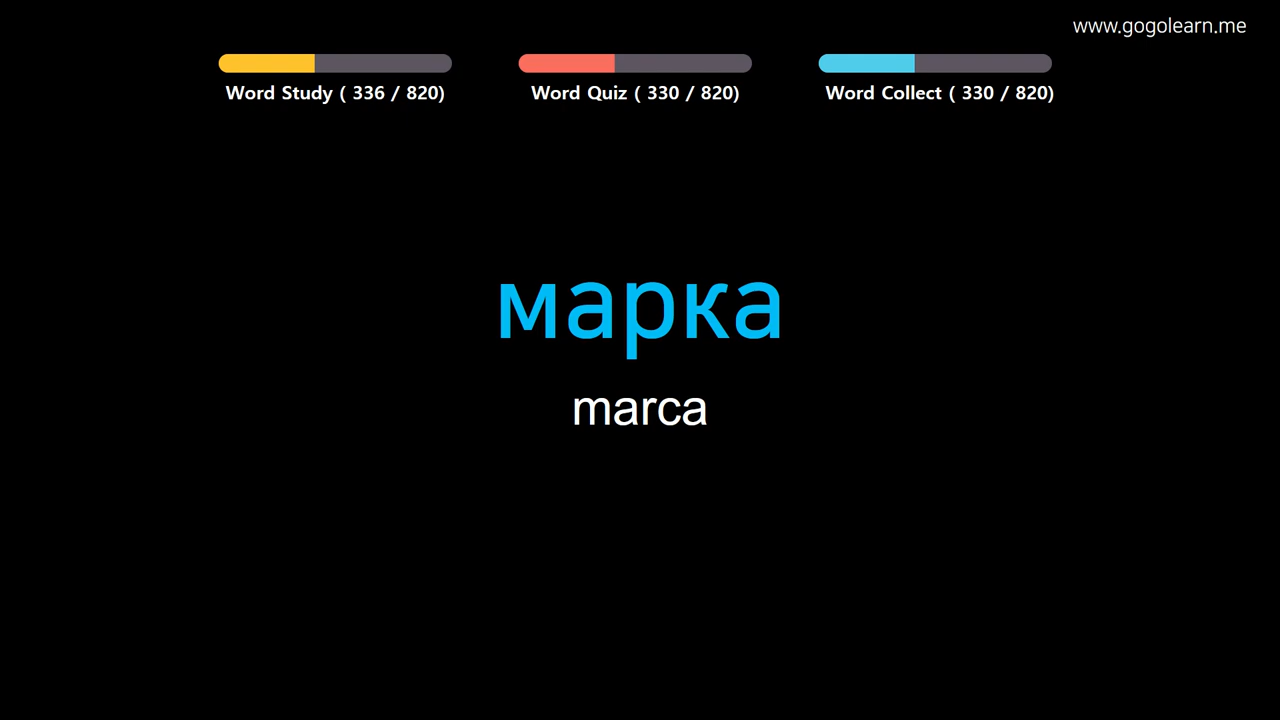 www.gogolearn.me
Word Study ( 336 / 820)
Word Quiz ( 330 / 820)
Word Collect ( 330 / 820)
марка
marca